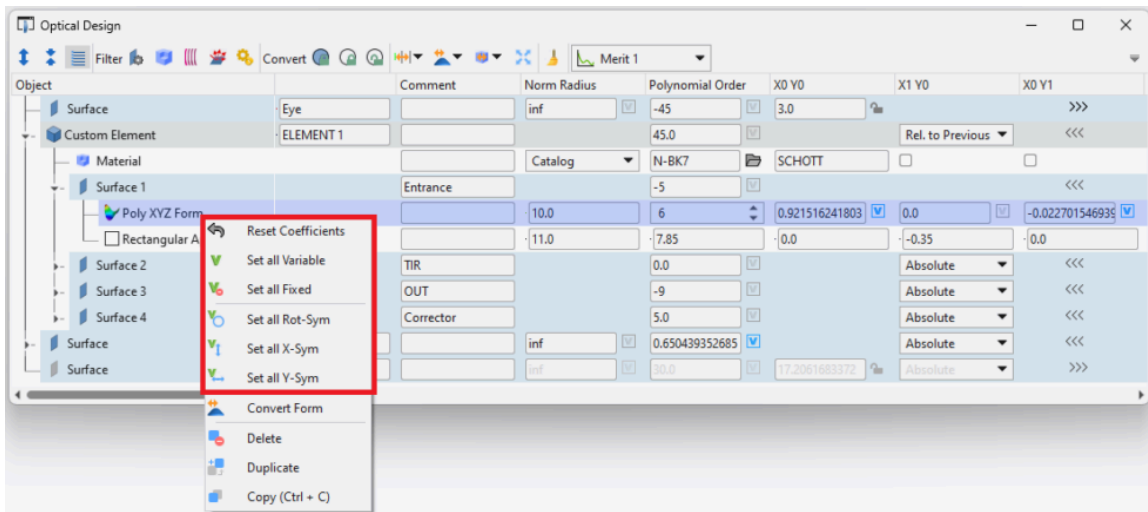 Optical Design
Filter Convert Merit 1
Object Comment Norm Radius Polynomial Order X0 Y0 X1 Y0 X0 Y1
Surface Eye inf V -45 V 3.0 >>>
Custom Element ELEMENT 1 45.0 V Rel. to Previous <<<
Material Catalog N-BK7 SCHOTT
Surface 1 Entrance -5 V <<<
Poly XYZ Form 10.0 6 0.921516241803 V 0.0 V -0.022701546939 V
Rectangular A 11.0 7.85 0.0 -0.35 0.0
Surface 2 TIR 0.0 V Absolute <<<
Surface 3 OUT -9 V Absolute <<<
Surface 4 Corrector 5.0 V Absolute <<<
Surface inf V 0.650439352685 V Absolute <<<
Surface inf V 30.0 V 17.2061683372 Absolute >>>
Reset Coefficients
Set all Variable
Set all Fixed
Set all Rot-Sym
Set all X-Sym
Set all Y-Sym
Convert Form
Delete
Duplicate
Copy (Ctrl + C)